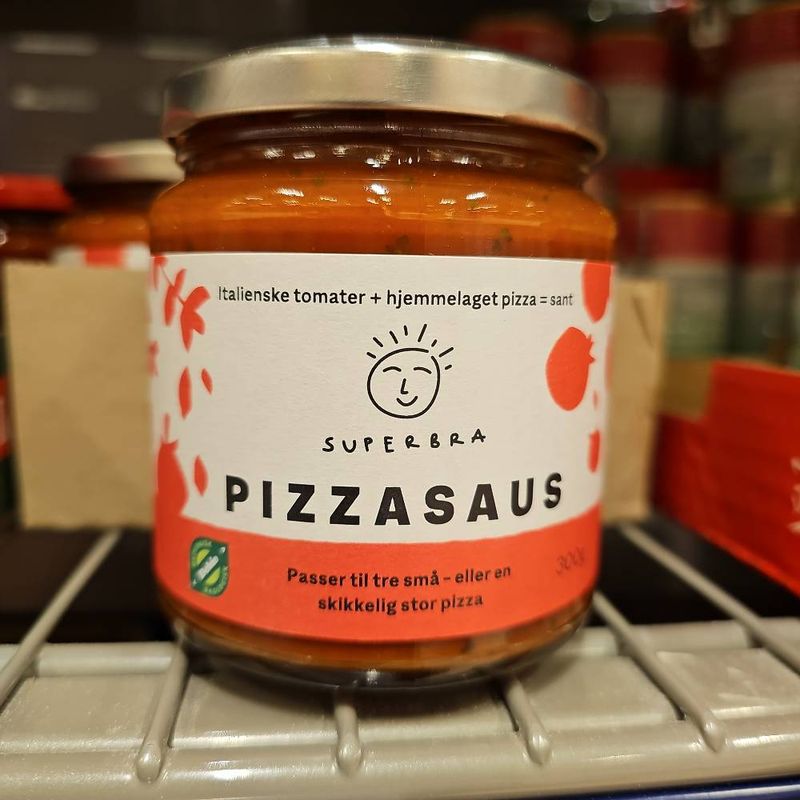 Italienske tomater + hjemmelaget pizza = sant
SUPERBRA
PIZZASAUS
Passer til tre små – eller en
skikkelig stor pizza
300g